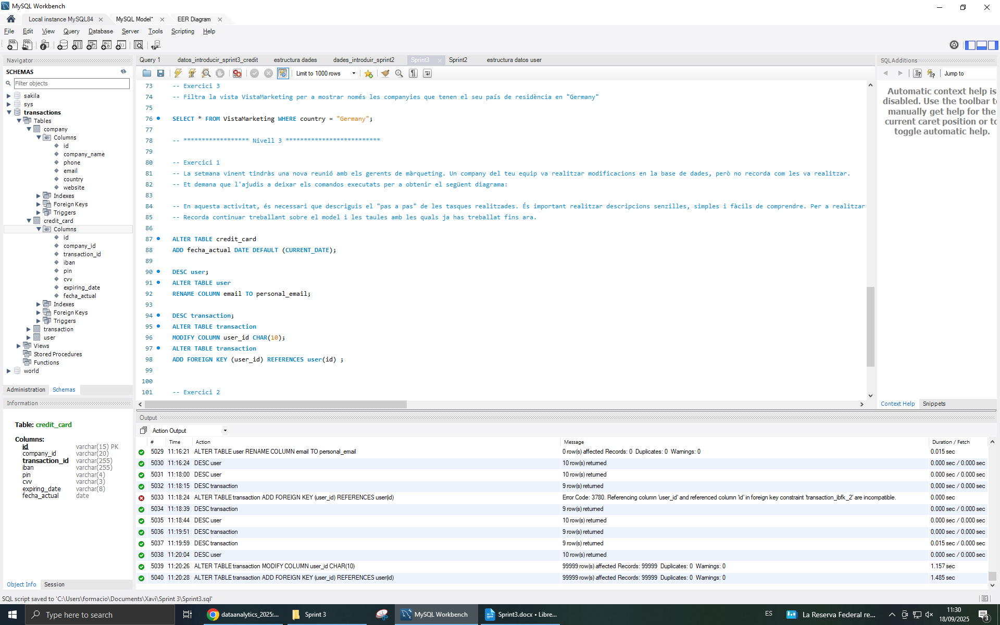 MySQL Workbench
Local instance MySQL84
MySQL Model*
EER Diagram
File Edit View Query Database Server Tools Scripting Help
Navigator
SCHEMAS
Filter objects
sakila
sys
transactions
Tables
company
Columns
id
company_name
phone
email
country
website
Indexes
Foreign Keys
Triggers
credit_card
Columns
id
company_id
transaction_id
iban
pin
cvv
expiring_date
fecha_actual
Indexes
Foreign Keys
Triggers
transaction
user
Views
Stored Procedures
Functions
world
Administration Schemas
Information
Table: credit_card
Columns:
id varchar(15) PK
company_id varchar(20)
transaction_id varchar(255)
iban varchar(255)
pin varchar(4)
cvv varchar(3)
expiring_date varchar(8)
fecha_actual date
Object Info Session
Query 1 datos_introducir_sprint3_credit estructura dades dades_introduir_sprint2 Sprint3 Sprint2 estructura datos user
Limit to 1000 rows
73 -- Exercici 3
74 -- Filtra la vista VistaMarketing per a mostrar només les companyies que tenen el seu país de residència en "Germany"
75
76 SELECT * FROM VistaMarketing WHERE country = "Germany";
77
78 -- ****************** Nivell 3 **************************
79
80 -- Exercici 1
81 -- La setmana vinent tindràs una nova reunió amb els gerents de màrqueting. Un company del teu equip va realitzar modificacions en la base de dades, però no recorda com les va realitzar.
82 -- Et demana que l'ajudis a deixar els comandos executats per a obtenir el següent diagrama:
83
84 -- En aquesta activitat, és necessari que descriguis el "pas a pas" de les tasques realitzades. És important realitzar descripcions senzilles, simples i fàcils de comprendre. Per a realitzar
85 -- Recorda continuar treballant sobre el model i les taules amb les quals ja has treballat fins ara.
86
87 ALTER TABLE credit_card
88 ADD fecha_actual DATE DEFAULT (CURRENT_DATE);
89
90 DESC user;
91 ALTER TABLE user
92 RENAME COLUMN email TO personal_email;
93
94 DESC transaction;
95 ALTER TABLE transaction
96 MODIFY COLUMN user_id CHAR(10);
97 ALTER TABLE transaction
98 ADD FOREIGN KEY (user_id) REFERENCES user(id) ;
99
100
101 -- Exercici 2
SQLAdditions
Jump to
Automatic context help is
disabled. Use the toolbar t
manually get help for the
current caret position or to
toggle automatic help.
Context Help Snippets
Output
Action Output
# Time Action Message Duration / Fetch
5029 11:16:21 ALTER TABLE user RENAME COLUMN email TO personal_email 0 row(s) affected Records: 0 Duplicates: 0 Warnings: 0 0.015 sec
5030 11:16:24 DESC user 10 row(s) returned 0.000 sec / 0.000 sec
5031 11:18:00 DESC user 10 row(s) returned 0.000 sec / 0.000 sec
5032 11:18:15 DESC transaction 9 row(s) returned 0.000 sec / 0.000 sec
5033 11:18:24 ALTER TABLE transaction ADD FOREIGN KEY (user_id) REFERENCES user(id) Error Code: 3780. Referencing column 'user_id' and referenced column 'id' in foreign key constraint 'transaction_ibfk_2' are incompatible. 0.000 sec
5034 11:18:39 DESC transaction 9 row(s) returned 0.000 sec / 0.000 sec
5035 11:18:44 DESC user 10 row(s) returned 0.000 sec / 0.000 sec
5036 11:19:51 DESC transaction 9 row(s) returned 0.000 sec / 0.000 sec
5037 11:19:59 DESC transaction 9 row(s) returned 0.015 sec / 0.000 sec
5038 11:20:04 DESC user 10 row(s) returned 0.000 sec / 0.000 sec
5039 11:20:26 ALTER TABLE transaction MODIFY COLUMN user_id CHAR(10) 99999 row(s) affected Records: 99999 Duplicates: 0 Warnings: 0 1.157 sec
5040 11:20:28 ALTER TABLE transaction ADD FOREIGN KEY (user_id) REFERENCES user(id) 99999 row(s) affected Records: 99999 Duplicates: 0 Warnings: 0 1.485 sec
SQL script saved to 'C:\Users\formacio\Documents\Xavi\Sprint 3\Sprint3.sql'
Type here to search
dataanalytics_2025:...
Sprint 3
MySQL Workbench
Sprint3.docx • Libre...
ES
La Reserva Federal re...
11:30
18/09/2025
3